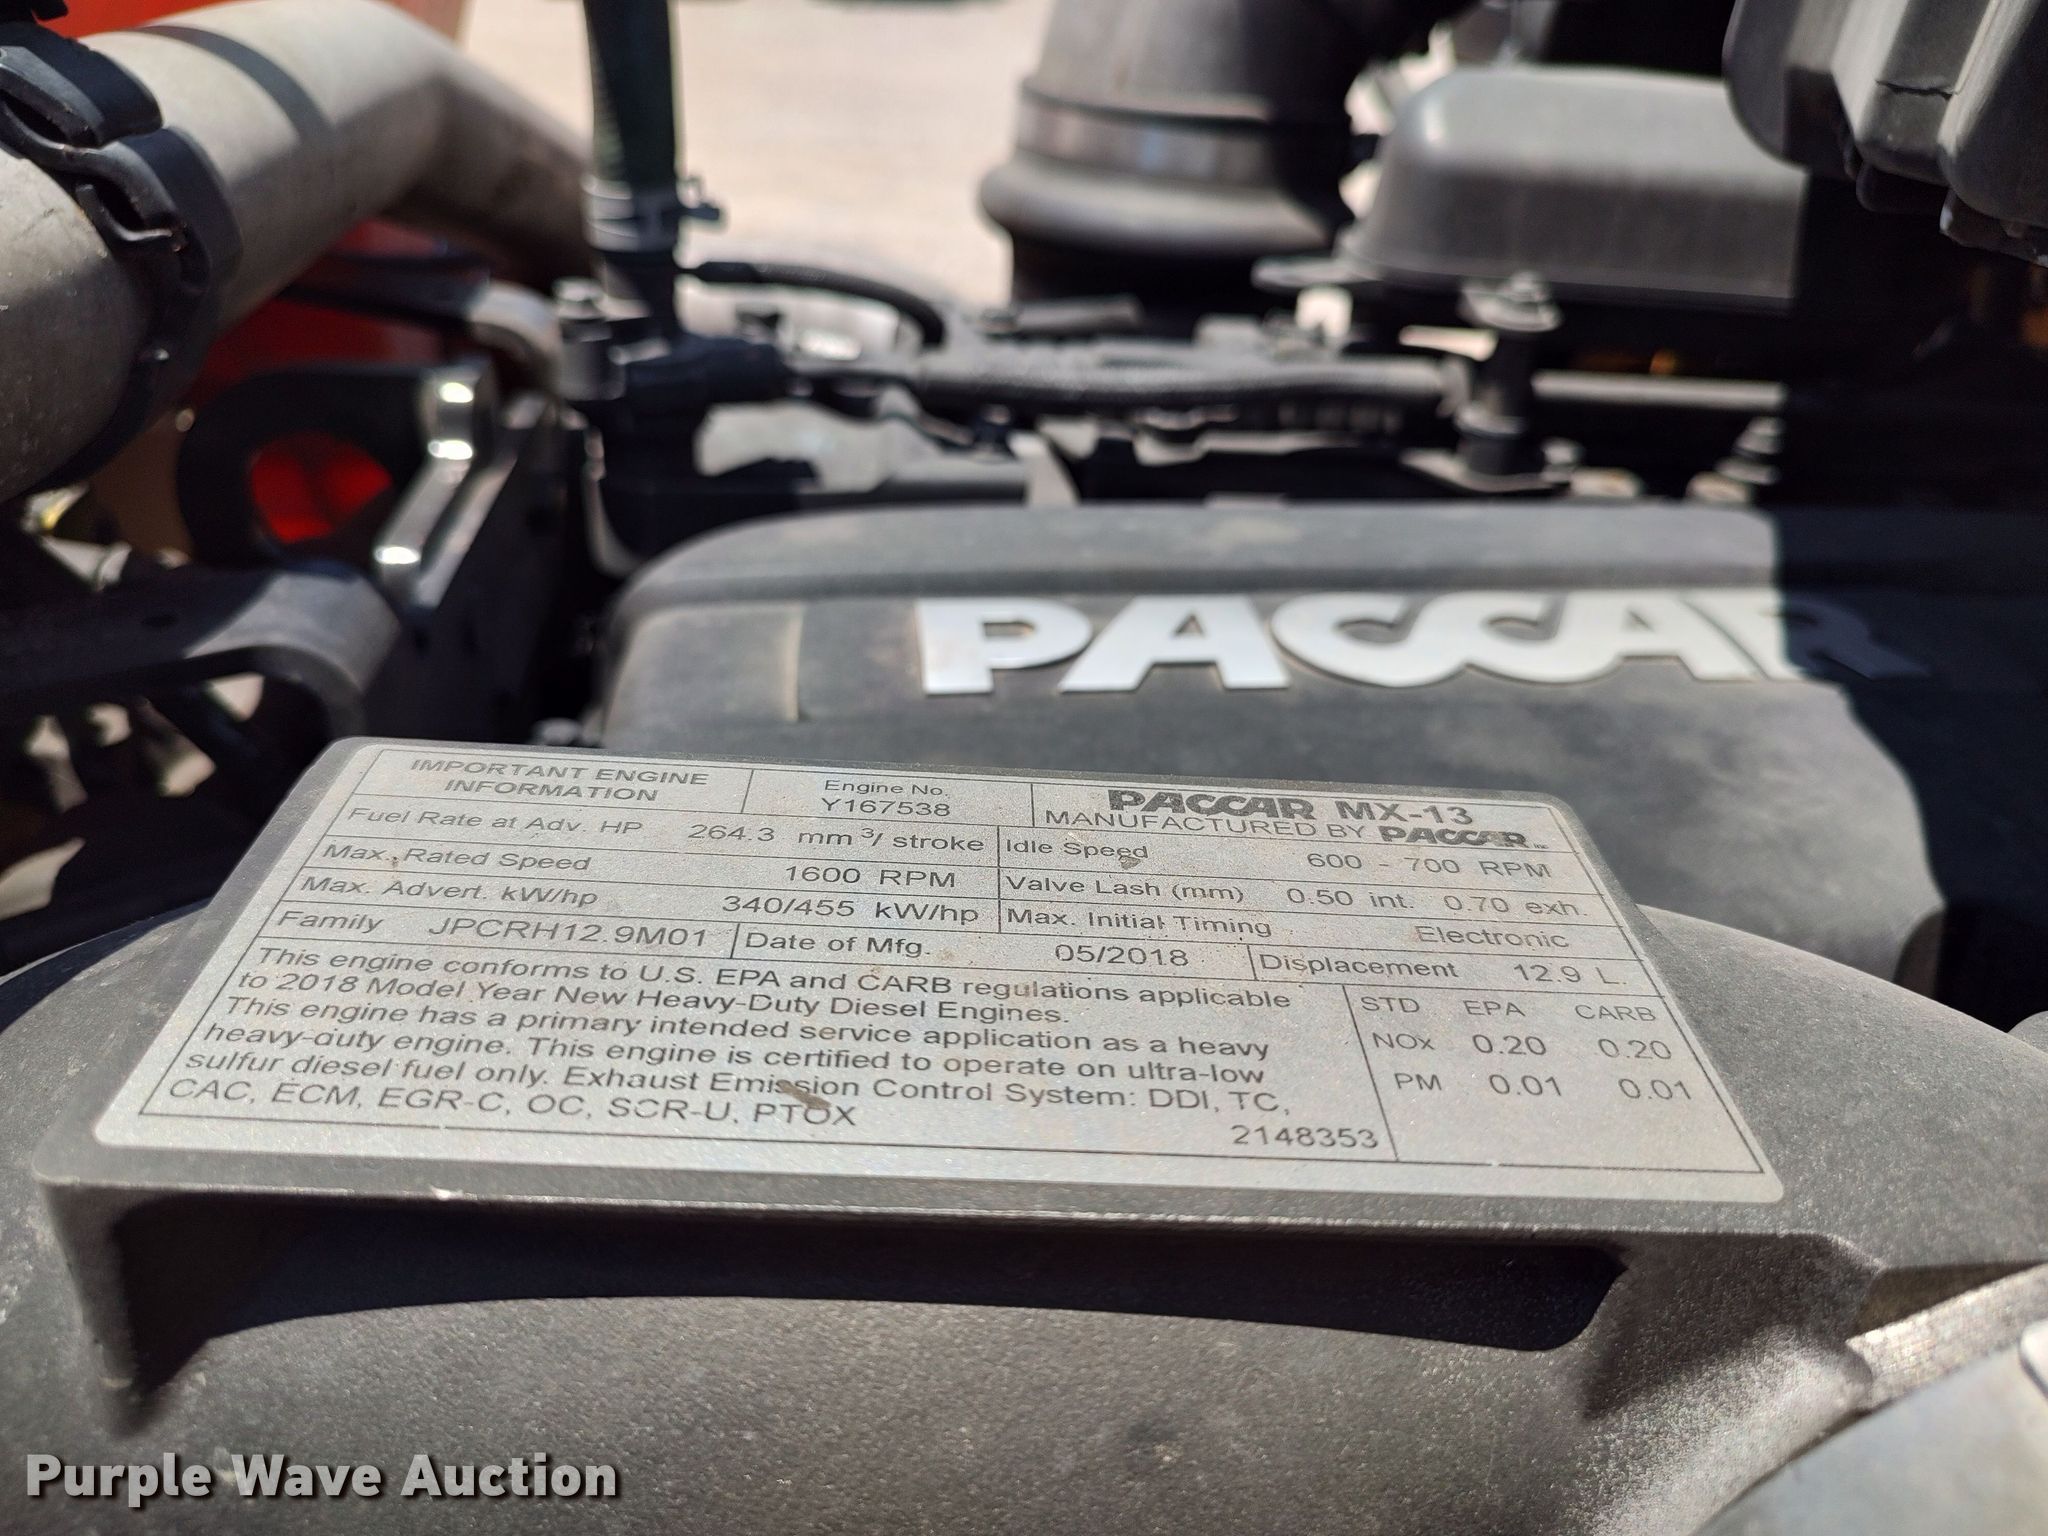 PACCAR
IMPORTANT ENGINE
INFORMATION
Engine No.
Y167538
PACCAR MX-13
MANUFACTURED BY PACCAR
Fuel Rate at Adv. HP 264.3 mm³/ stroke
Idle Speed 600 - 700 RPM
Max. Rated Speed 1600 RPM
Valve Lash (mm) 0.50 int. 0.70 exh.
Max. Advert. kW/hp 340/455 kW/hp
Max. Initial Timing Electronic
Family JPCRH12.9M01
Date of Mfg. 05/2018
Displacement 12.9 L.
This engine conforms to U.S. EPA and CARB regulations applicable
to 2018 Model Year New Heavy-Duty Diesel Engines.
This engine has a primary intended service application as a heavy
heavy-duty engine. This engine is certified to operate on ultra-low
sulfur diesel fuel only. Exhaust Emission Control System: DDI, TC,
CAC, ECM, EGR-C, OC, SCR-U, PTOX
2148353
STD EPA CARB
NOx 0.20 0.20
PM 0.01 0.01
Purple Wave Auction